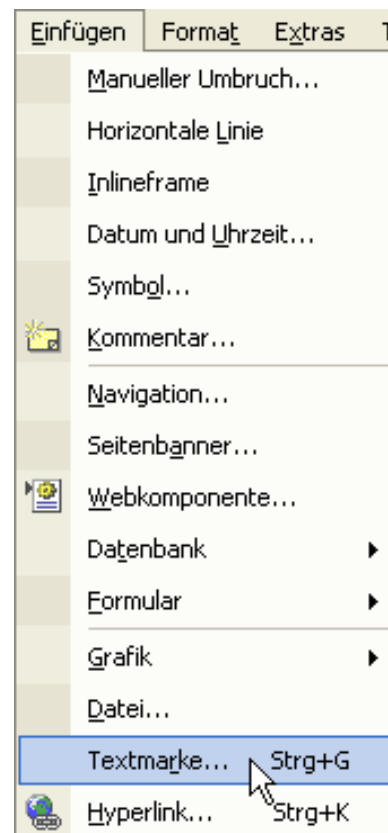 Einfügen Format Extras
Manueller Umbruch...
Horizontale Linie
Inlineframe
Datum und Uhrzeit...
Symbol...
Kommentar...
Navigation...
Seitenbanner...
Webkomponente...
Datenbank
Formular
Grafik
Datei...
Textmarke... Strg+G
Hyperlink... Strg+K